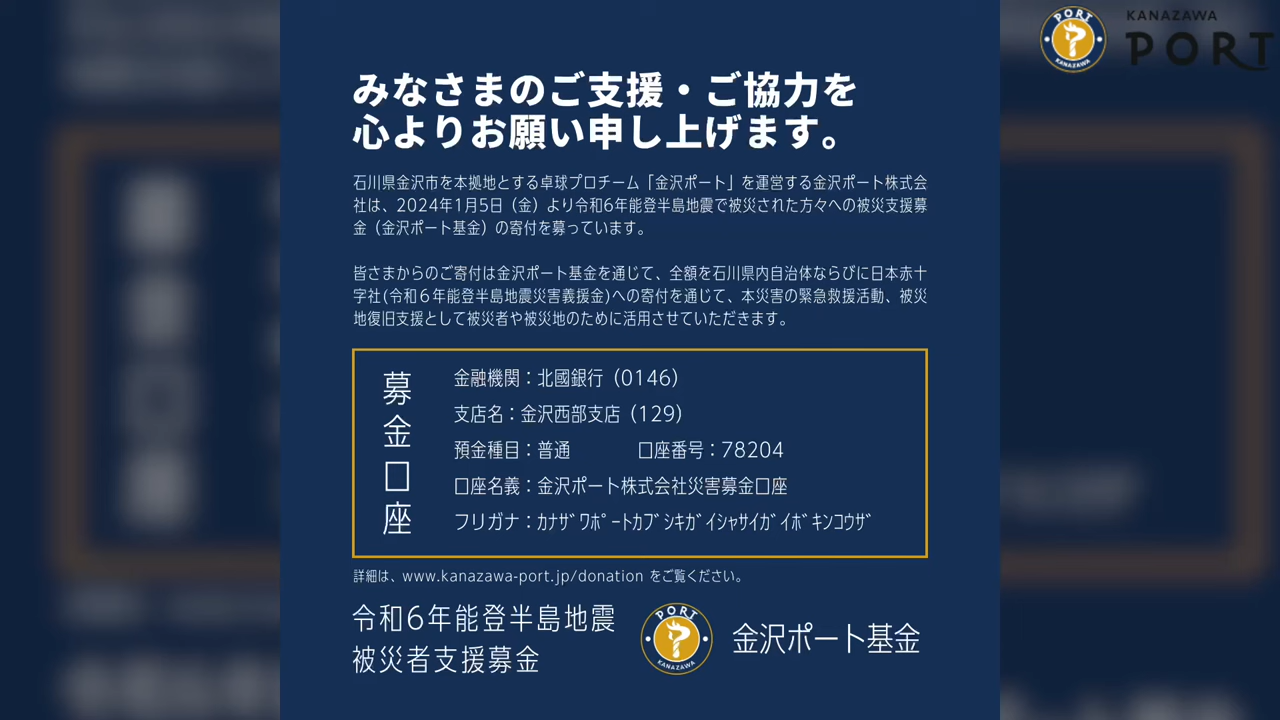 KANAZAWA
PORT
PORT
KANAZAWA
みなさまのご支援・ご協力を
心よりお願い申し上げます。
石川県金沢市を本拠地とする卓球プロチーム「金沢ポート」を運営する金沢ポート株式会
社は、2024年1月5日（金）より令和6年能登半島地震で被災された方々への被災支援募
金（金沢ポート基金）の寄付を募っています。
皆さまからのご寄付は金沢ポート基金を通じて、全額を石川県内自治体ならびに日本赤十
字社(令和６年能登半島地震災害義援金)への寄付を通じて、本災害の緊急救援活動、被災
地復旧支援として被災者や被災地のために活用させていただきます。
募金口座
金融機関：北國銀行（0146）
支店名：金沢西部支店（129）
預金種目：普通　　　　口座番号：78204
口座名義：金沢ポート株式会社災害募金口座
フリガナ：ｶﾅｻﾞﾜﾎﾟｰﾄｶﾌﾞｼｷｶﾞｲｼｬｻｲｶﾞｲﾎﾞｷﾝｺｳｻﾞ
詳細は、www.kanazawa-port.jp/donation をご覧ください。
令和6年能登半島地震
被災者支援募金
PORT
KANAZAWA
金沢ポート基金